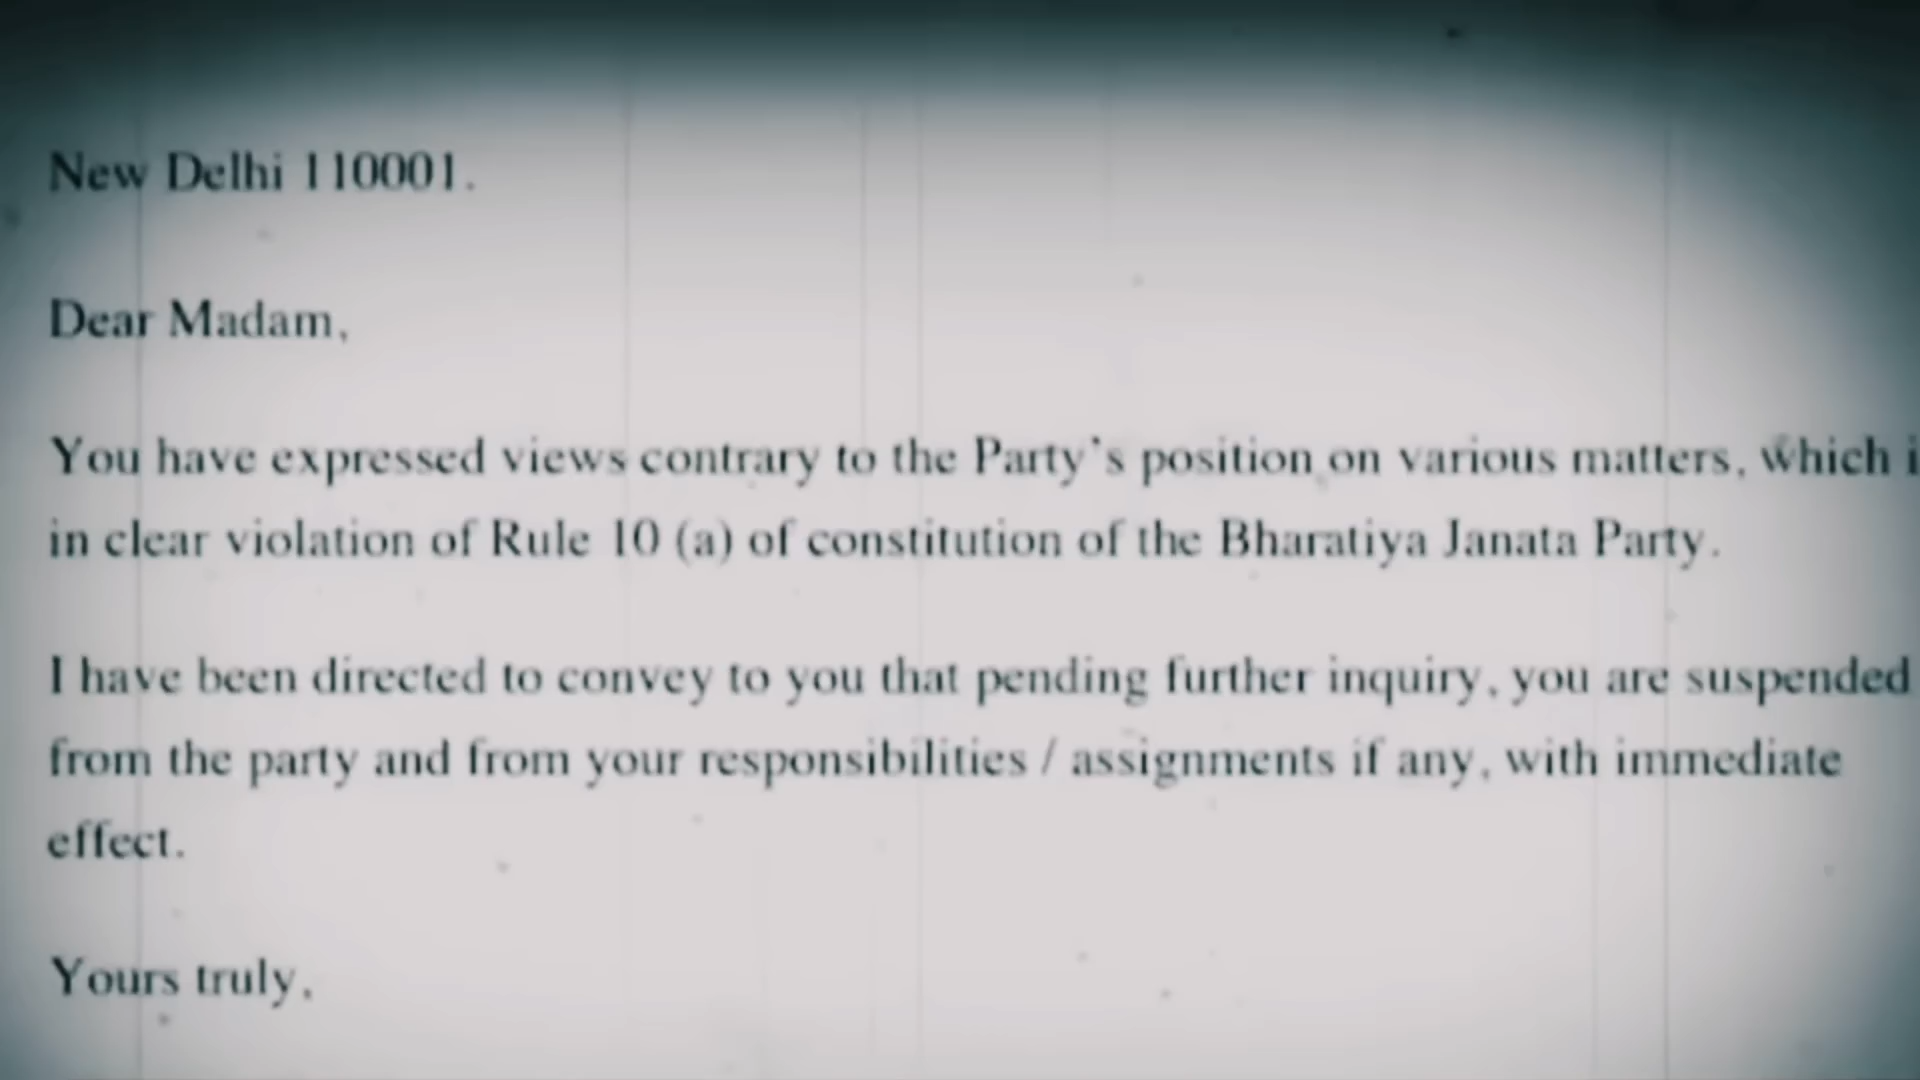 New Delhi 110001.
Dear Madam,
You have expressed views contrary to the Party's position on various matters, which
in clear violation of Rule 10 (a) of constitution of the Bharatiya Janata Party.
I have been directed to convey to you that pending further inquiry, you are suspended
from the party and from your responsibilities / assignments if any, with immediate
effect.
Yours truly,